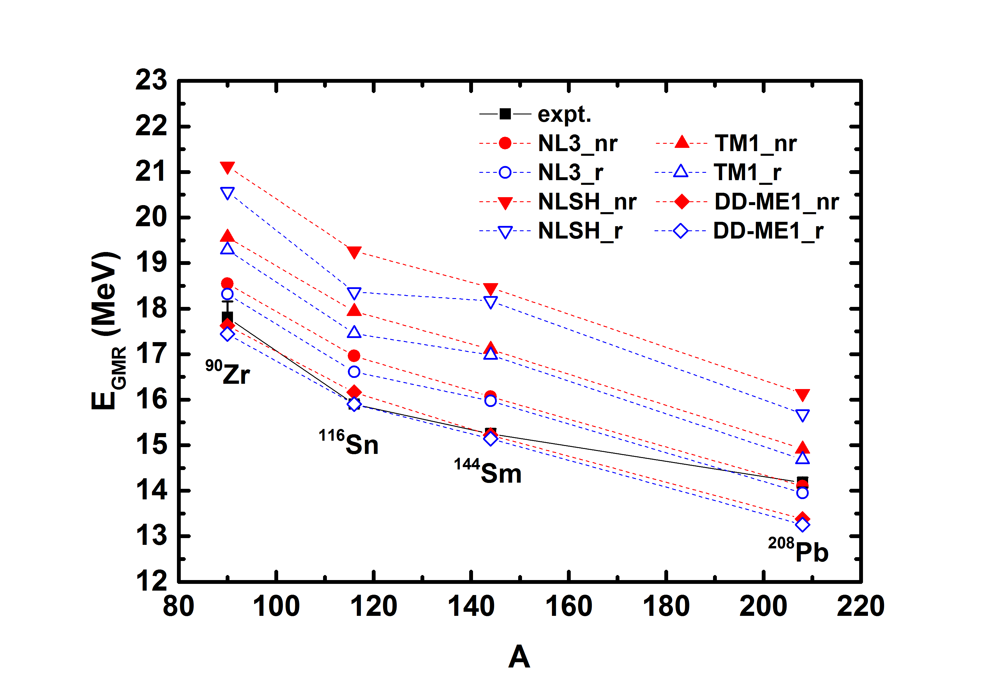 23
22
21
20
19
18
17
16
15
14
13
12
E_GMR (MeV)
expt.
NL3_nr
TM1_nr
NL3_r
TM1_r
NLSH_nr
DD-ME1_nr
NLSH_r
DD-ME1_r
⁹⁰Zr
¹¹⁶Sn
¹⁴⁴Sm
²⁰⁸Pb
80 100 120 140 160 180 200 220
A